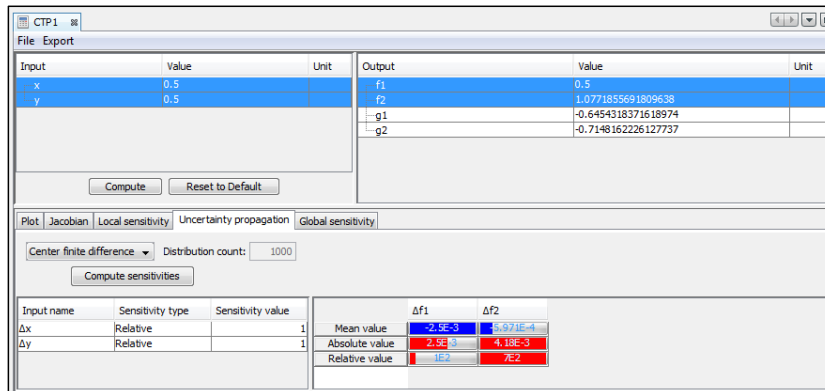 CTP1
File Export
Input Value Unit
x 0.5
y 0.5
Output Value Unit
f1 0.5
f2 1.0771855691809638
g1 -0.6454318371618974
g2 -0.7148162226127737
Compute Reset to Default
Plot Jacobian Local sensitivity Uncertainty propagation Global sensitivity
Center finite difference Distribution count: 1000
Compute sensitivities
Input name Sensitivity type Sensitivity value
Δx Relative 1
Δy Relative 1
Δf1 Δf2
Mean value -2.5E-3 -5.971E-4
Absolute value 2.5E-3 4.18E-3
Relative value 1E2 7E2